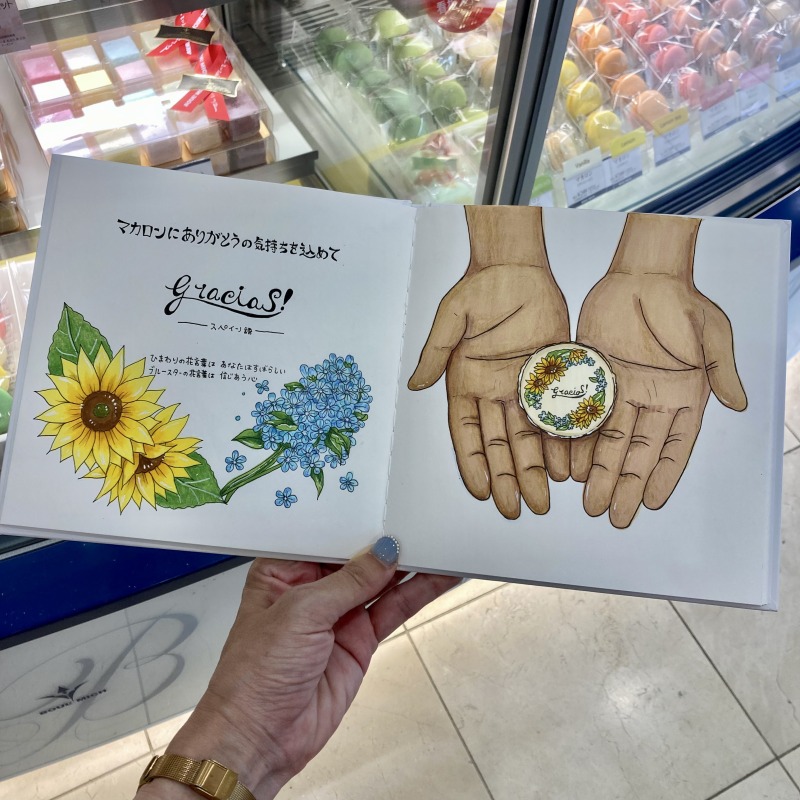 マカロンにありがとうの気持ちを込めて
Gracias!
スペイン語
ひまわりの花言葉は あなたはすばらしい
ブルースターの花言葉は 信じあう心
Gracias!
Vanilla
B
BOUL'MICH